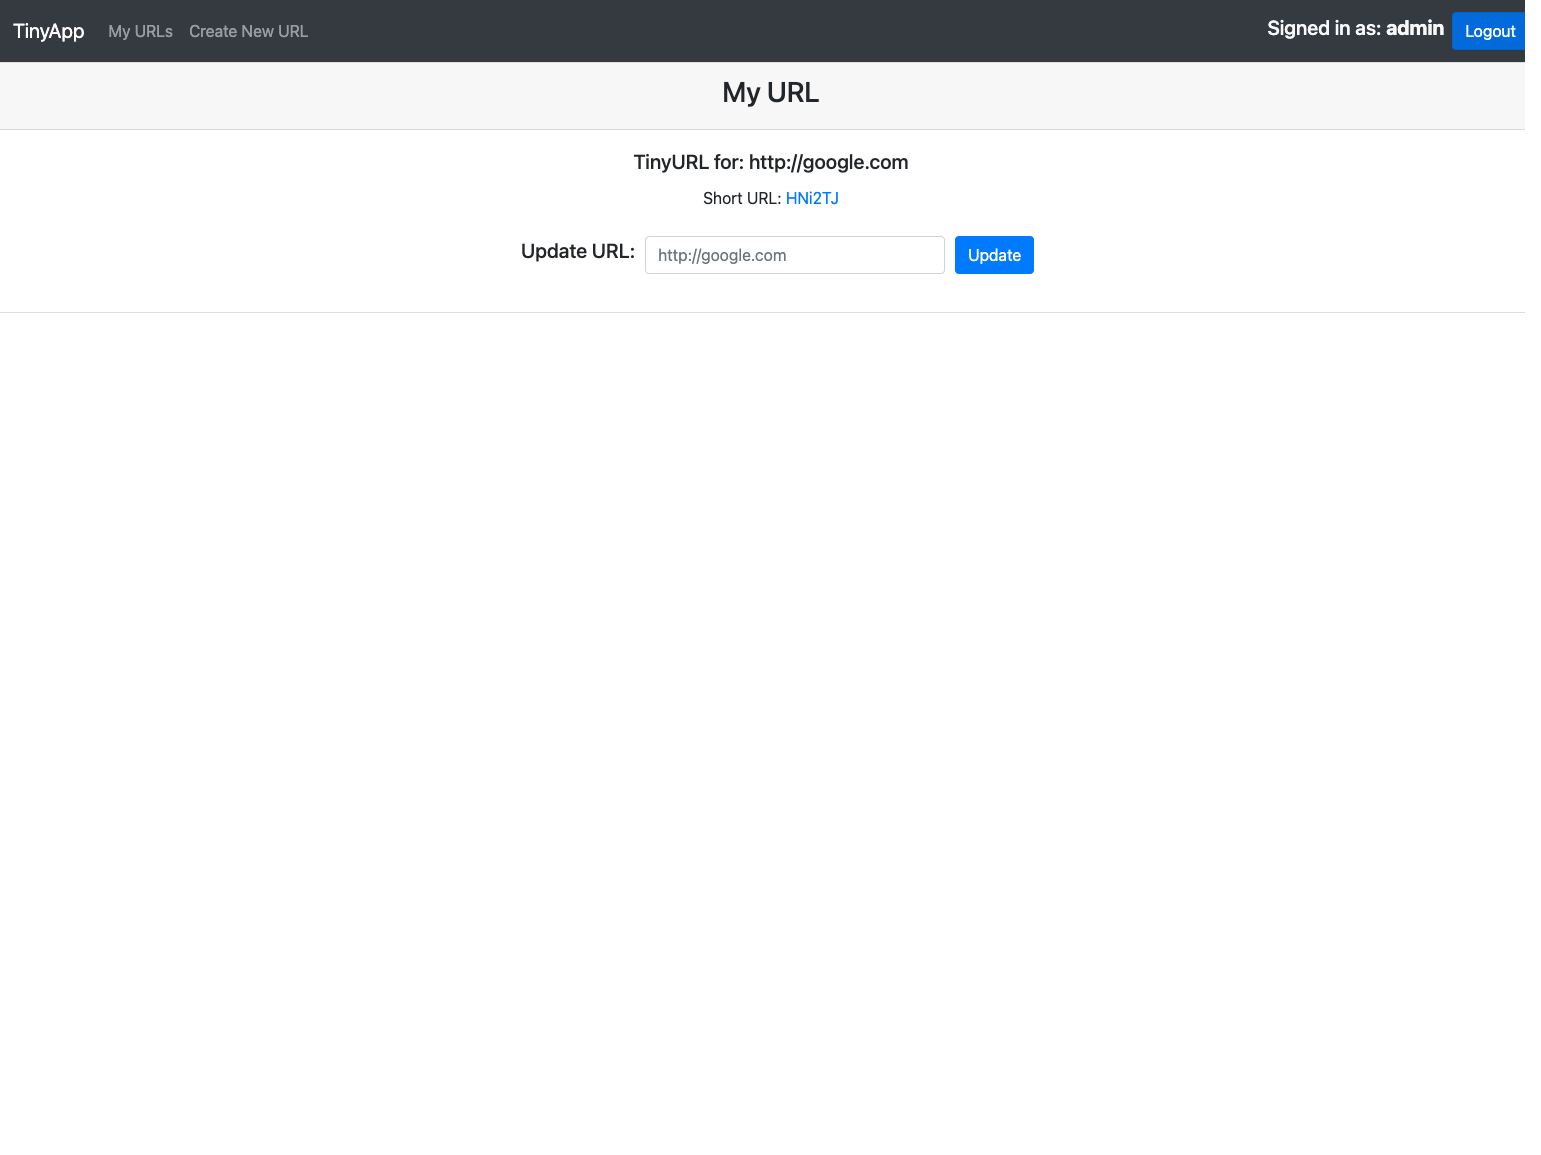 TinyApp My URLs Create New URL Signed in as: admin Logout
My URL
TinyURL for: http://google.com
Short URL: HNi2TJ
Update URL: http://google.com Update